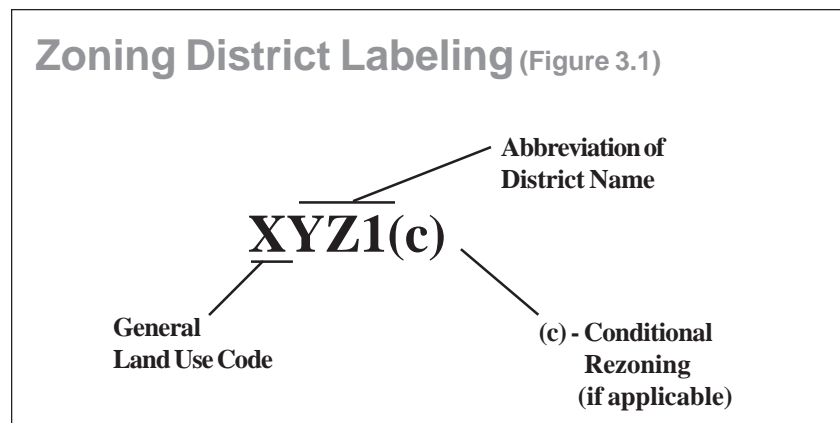 Zoning District Labeling (Figure 3.1)
Abbreviation of
District Name
XYZ1(c)
General
Land Use Code
(c) - Conditional
Rezoning
(if applicable)